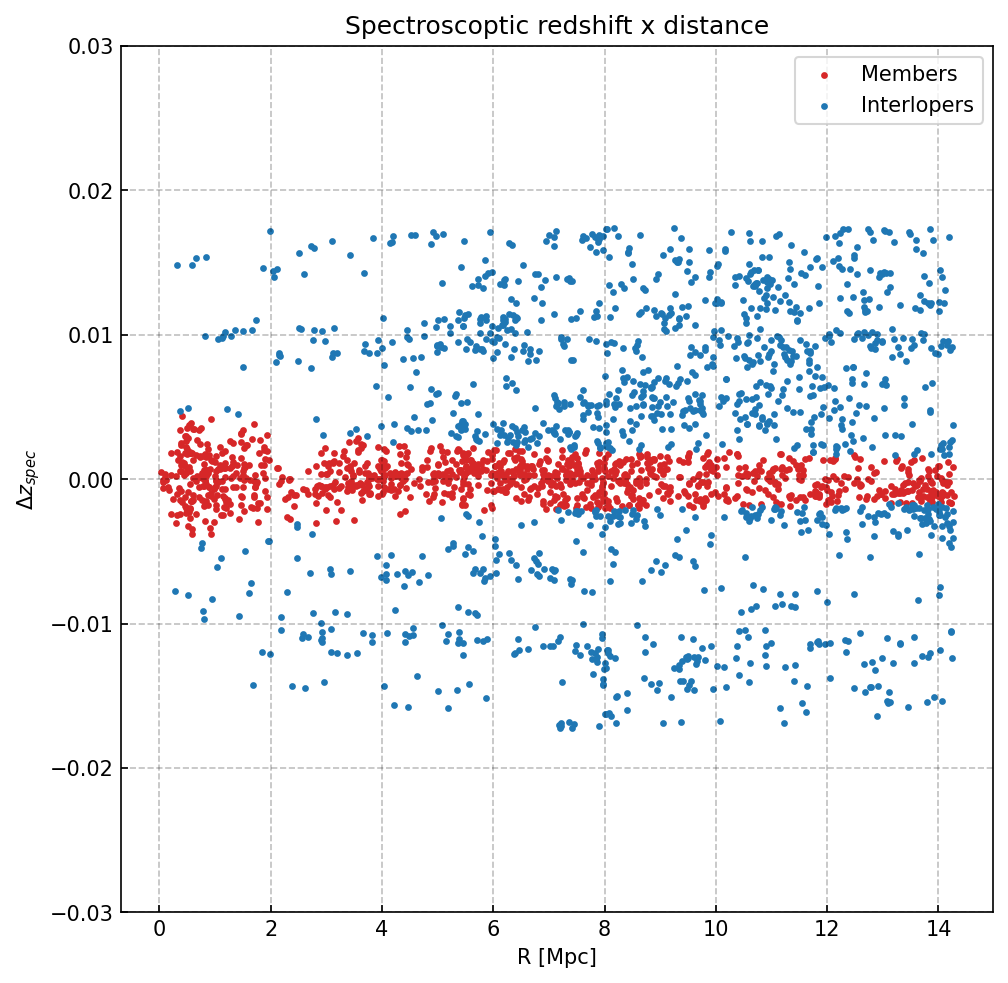 Spectroscoptic redshift x distance
Members
Interlopers
0.03
0.02
0.01
0.00
−0.01
−0.02
−0.03
Δz_spec
0 2 4 6 8 10 12 14
R [Mpc]